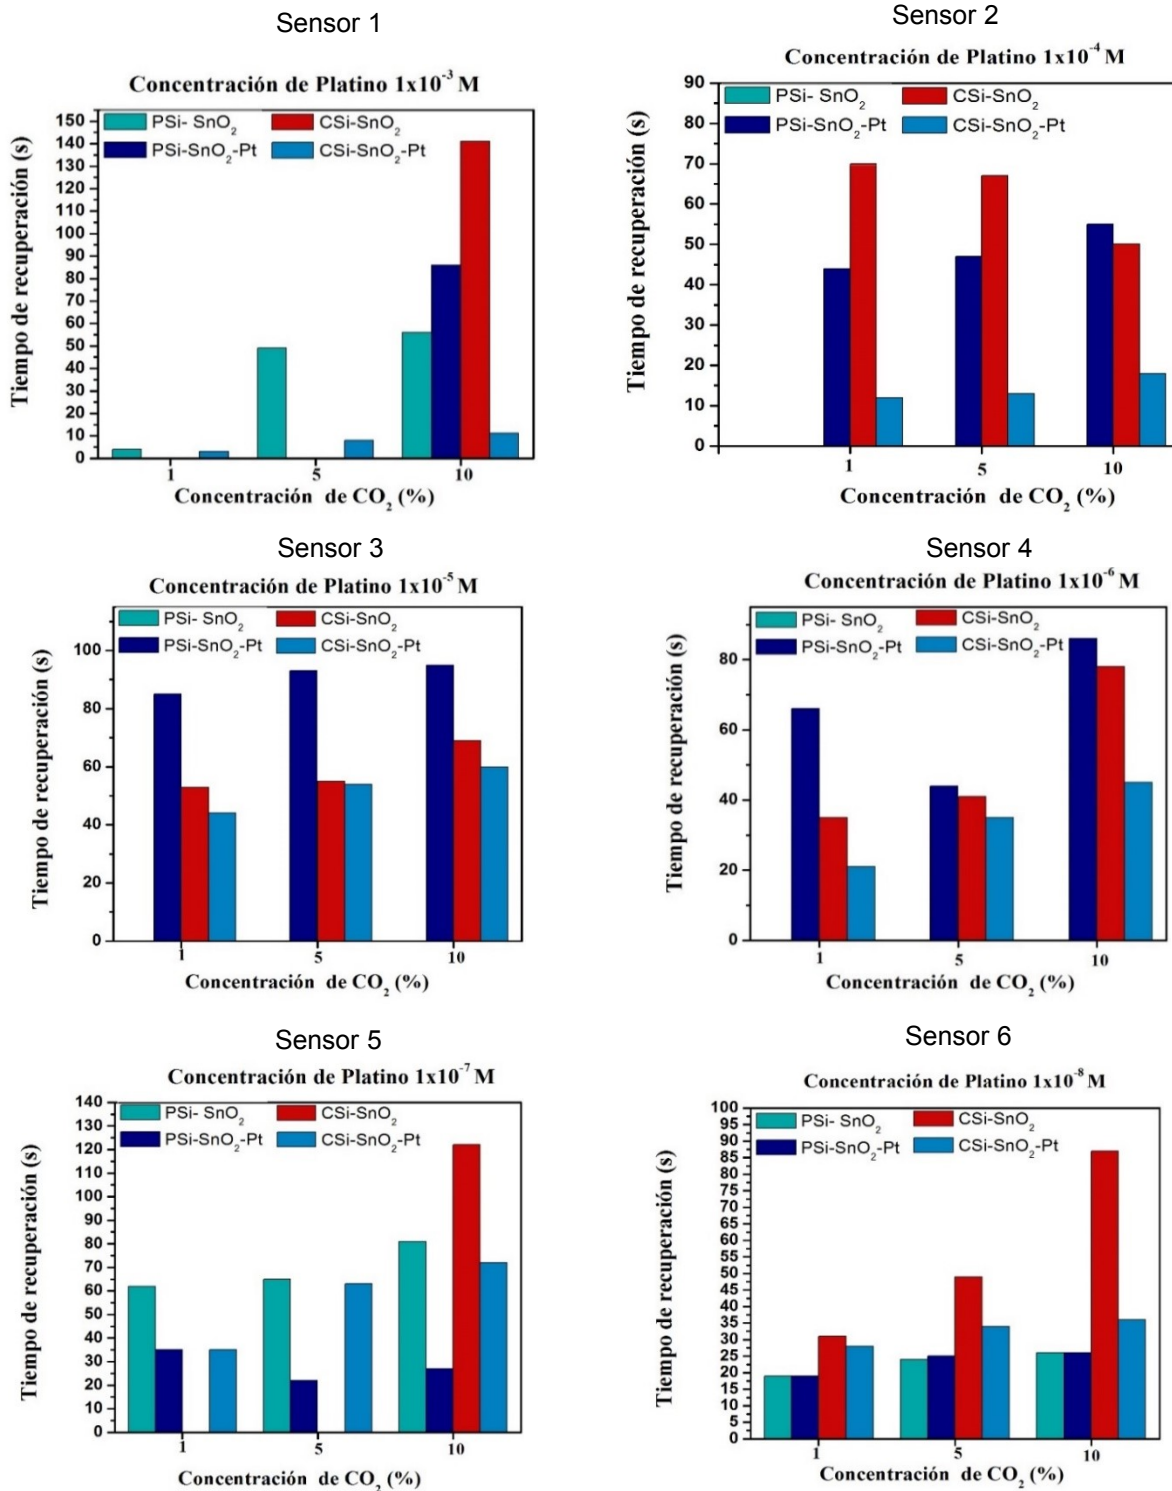 Sensor 1
Concentración de Platino 1x10⁻³ M
PSi- SnO₂ CSi-SnO₂
PSi-SnO₂-Pt CSi-SnO₂-Pt
Tiempo de recuperación (s)
150
140
130
120
110
100
90
80
70
60
50
40
30
20
10
0
1 5 10
Concentración de CO₂ (%)
Sensor 2
Concentración de Platino 1x10⁻⁴ M
PSi- SnO₂ CSi-SnO₂
PSi-SnO₂-Pt CSi-SnO₂-Pt
Tiempo de recuperación (s)
90
80
70
60
50
40
30
20
10
0
1 5 10
Concentración de CO₂ (%)
Sensor 3
Concentración de Platino 1x10⁻⁵ M
PSi- SnO₂ CSi-SnO₂
PSi-SnO₂-Pt CSi-SnO₂-Pt
Tiempo de recuperación (s)
100
80
60
40
20
0
1 5 10
Concentración de CO₂ (%)
Sensor 4
Concentración de Platino 1x10⁻⁶ M
PSi- SnO₂ CSi-SnO₂
PSi-SnO₂-Pt CSi-SnO₂-Pt
Tiempo de recuperación (s)
80
60
40
20
0
1 5 10
Concentración de CO₂ (%)
Sensor 5
Concentración de Platino 1x10⁻⁷ M
PSi- SnO₂ CSi-SnO₂
PSi-SnO₂-Pt CSi-SnO₂-Pt
Tiempo de recuperación (s)
140
130
120
110
100
90
80
70
60
50
40
30
20
10
0
1 5 10
Concentración de CO₂ (%)
Sensor 6
Concentración de Platino 1x10⁻⁸ M
PSi-SnO₂ CSi-SnO₂
PSi-SnO₂-Pt CSi-SnO₂-Pt
Tiempo de recuperación (s)
100
95
90
85
80
75
70
65
60
55
50
45
40
35
30
25
20
15
10
5
0
1 5 10
Concentración de CO₂ (%)